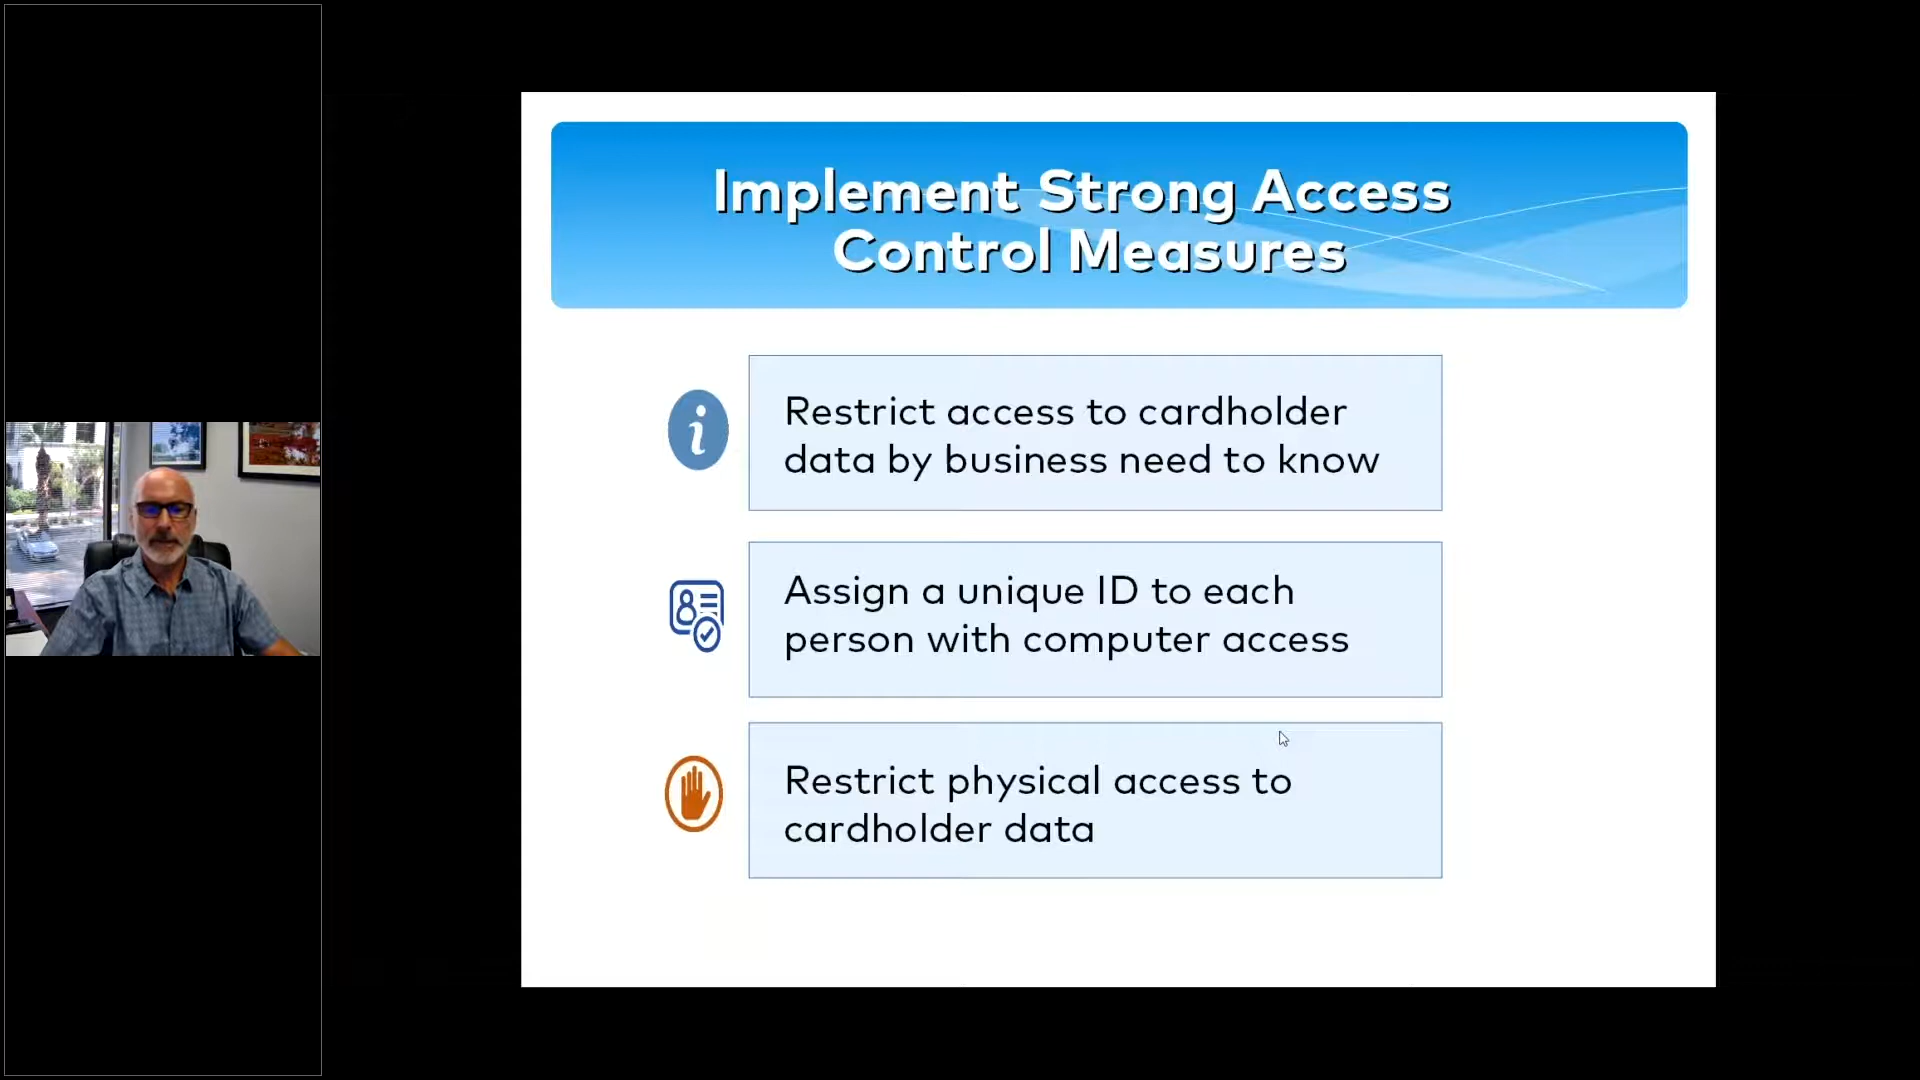 Implement Strong Access
Control Measures
Restrict access to cardholder
data by business need to know
Assign a unique ID to each
person with computer access
Restrict physical access to
cardholder data